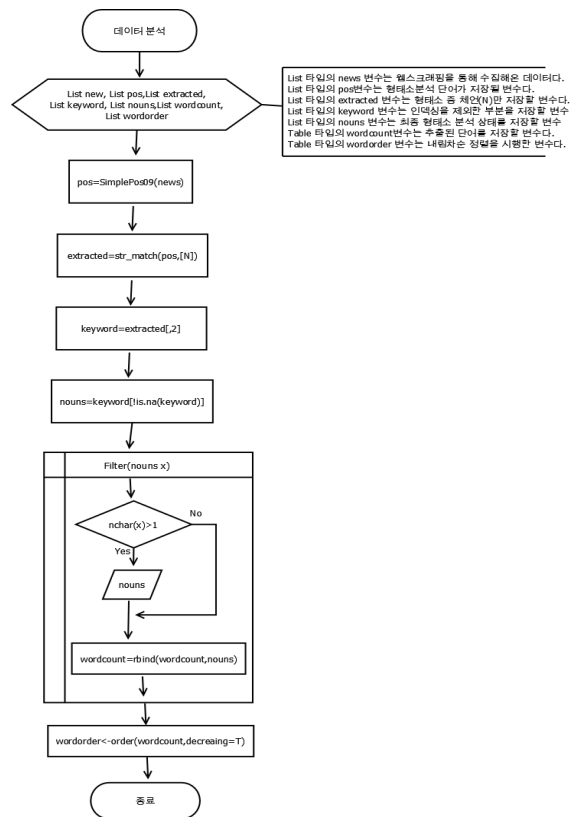 데이터 분석
List new, List pos,List extracted,
List keyword, List nouns,List wordcount,
List wordorder
List 타입의 news 변수는 웹스크래핑을 통해 수집해온 데이터다.
List 타입의 pos변수는 형태소분석 단어가 저장될 변수다.
List 타입의 extracted 변수는 형태소 중 체언(N)만 저장할 변수다.
List 타입의 keyword 변수는 인덱싱을 제외한 부분을 저장할 변수
List 타입의 nouns 변수는 최종 형태소 분석 상태를 저장할 변수
Table 타입의 wordcount변수는 추출된 단어를 저장할 변수다.
Table 타입의 wordorder 변수는 내림차순 정렬을 시행한 변수다.
pos=SimplePos09(news)
extracted=str_match(pos,[N])
keyword=extracted[,2]
nouns=keyword[!is.na(keyword)]
Filter(nouns x)
nchar(x)>1
No
Yes
nouns
wordcount=rbind(wordcount,nouns)
wordorder<-order(wordcount,decreaing=T)
종료